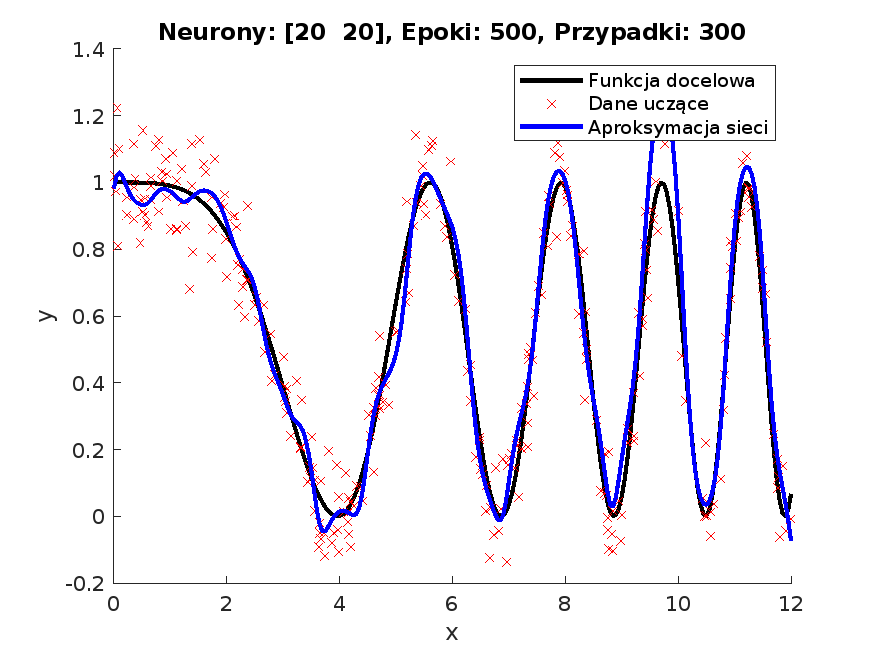 Neurony: [20  20], Epoki: 500, Przypadki: 300
1.4
1.2
1
0.8
0.6
0.4
0.2
0
-0.2
y
Funkcja docelowa
Dane uczące
Aproksymacja sieci
0 2 4 6 8 10 12
x